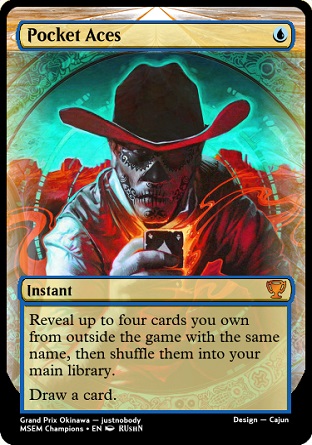 Pocket Aces
Instant
Reveal up to four cards you own
from outside the game with the same
name, then shuffle them into your
main library.
Draw a card.
Grand Prix Okinawa — justnobody
Design — Cajun
MSEM Champions • EN RUSHN